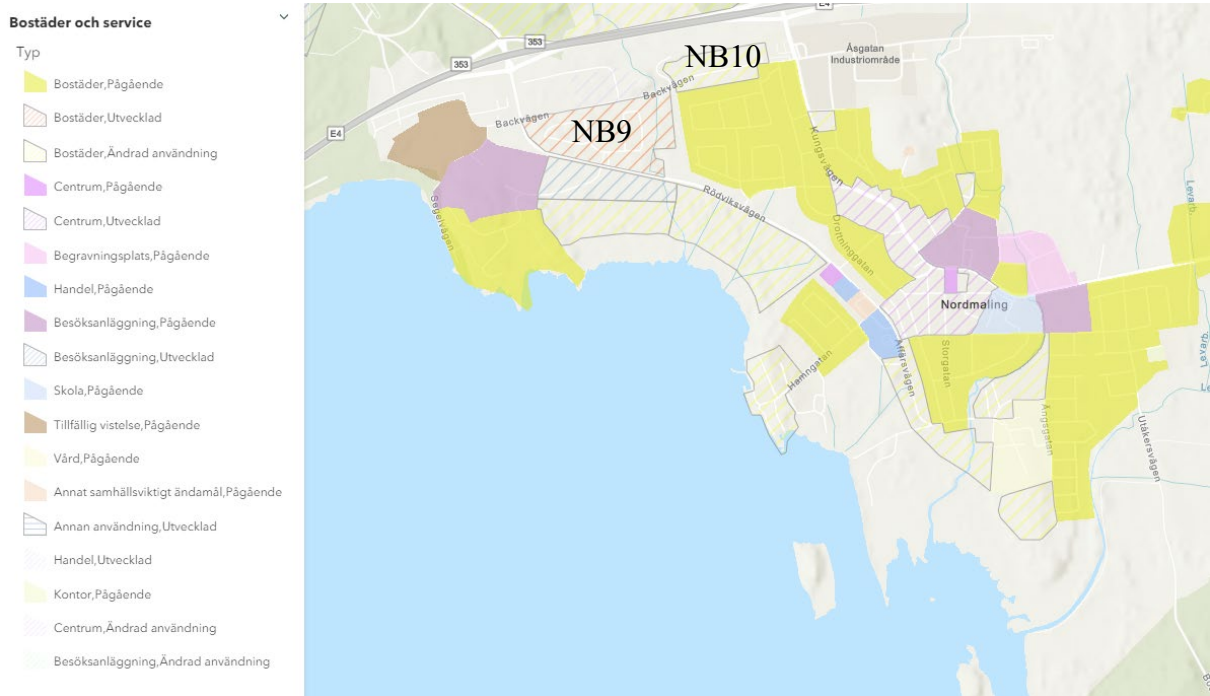 Bostäder och service
Typ
Bostäder,Pågående
Bostäder,Utvecklad
Bostäder,Ändrad användning
Centrum,Pågående
Centrum,Utvecklad
Begravningsplats,Pågående
Handel,Pågående
Besöksanläggning,Pågående
Besöksanläggning,Utvecklad
Skola,Pågående
Tillfällig vistelse,Pågående
Vård,Pågående
Annat samhällsviktigt ändamål,Pågående
Annan användning,Utvecklad
Handel,Utvecklad
Kontor,Pågående
Centrum,Ändrad användning
Besöksanläggning,Ändrad användning
E4
353
353
E4
NB10
Åsgatan
Industriområde
Backvägen
Backvägen
NB9
Kungsvägen
Rödviksvägen
Drottninggatan
Segelvägen
Levarb.
Nordmaling
Levarb.
Hamngatan
Affärsvägen
Storgatan
Ängsgatan
Utåkersvägen